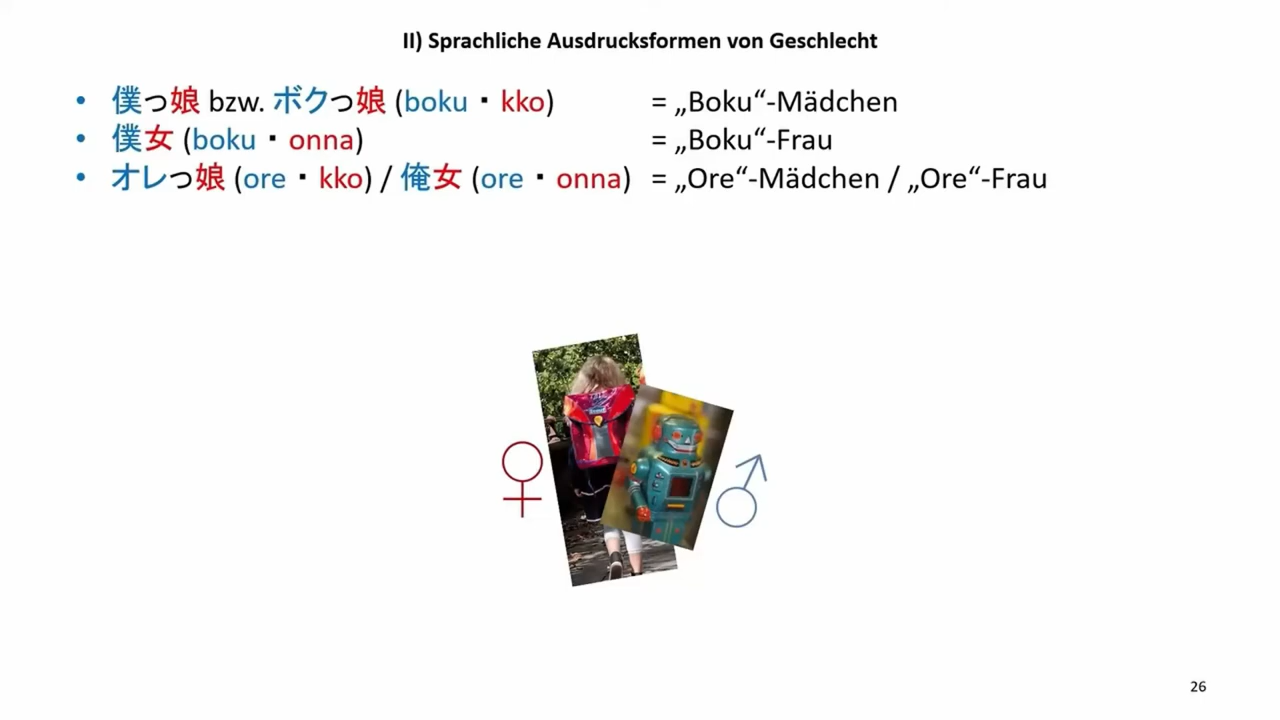 II) Sprachliche Ausdrucksformen von Geschlecht
• 僕っ娘 bzw. ボクっ娘 (boku・kko) = „Boku“-Mädchen
• 僕女 (boku・onna) = „Boku“-Frau
• オレっ娘 (ore・kko) / 俺女 (ore・onna) = „Ore“-Mädchen / „Ore“-Frau
♀ ♂
26